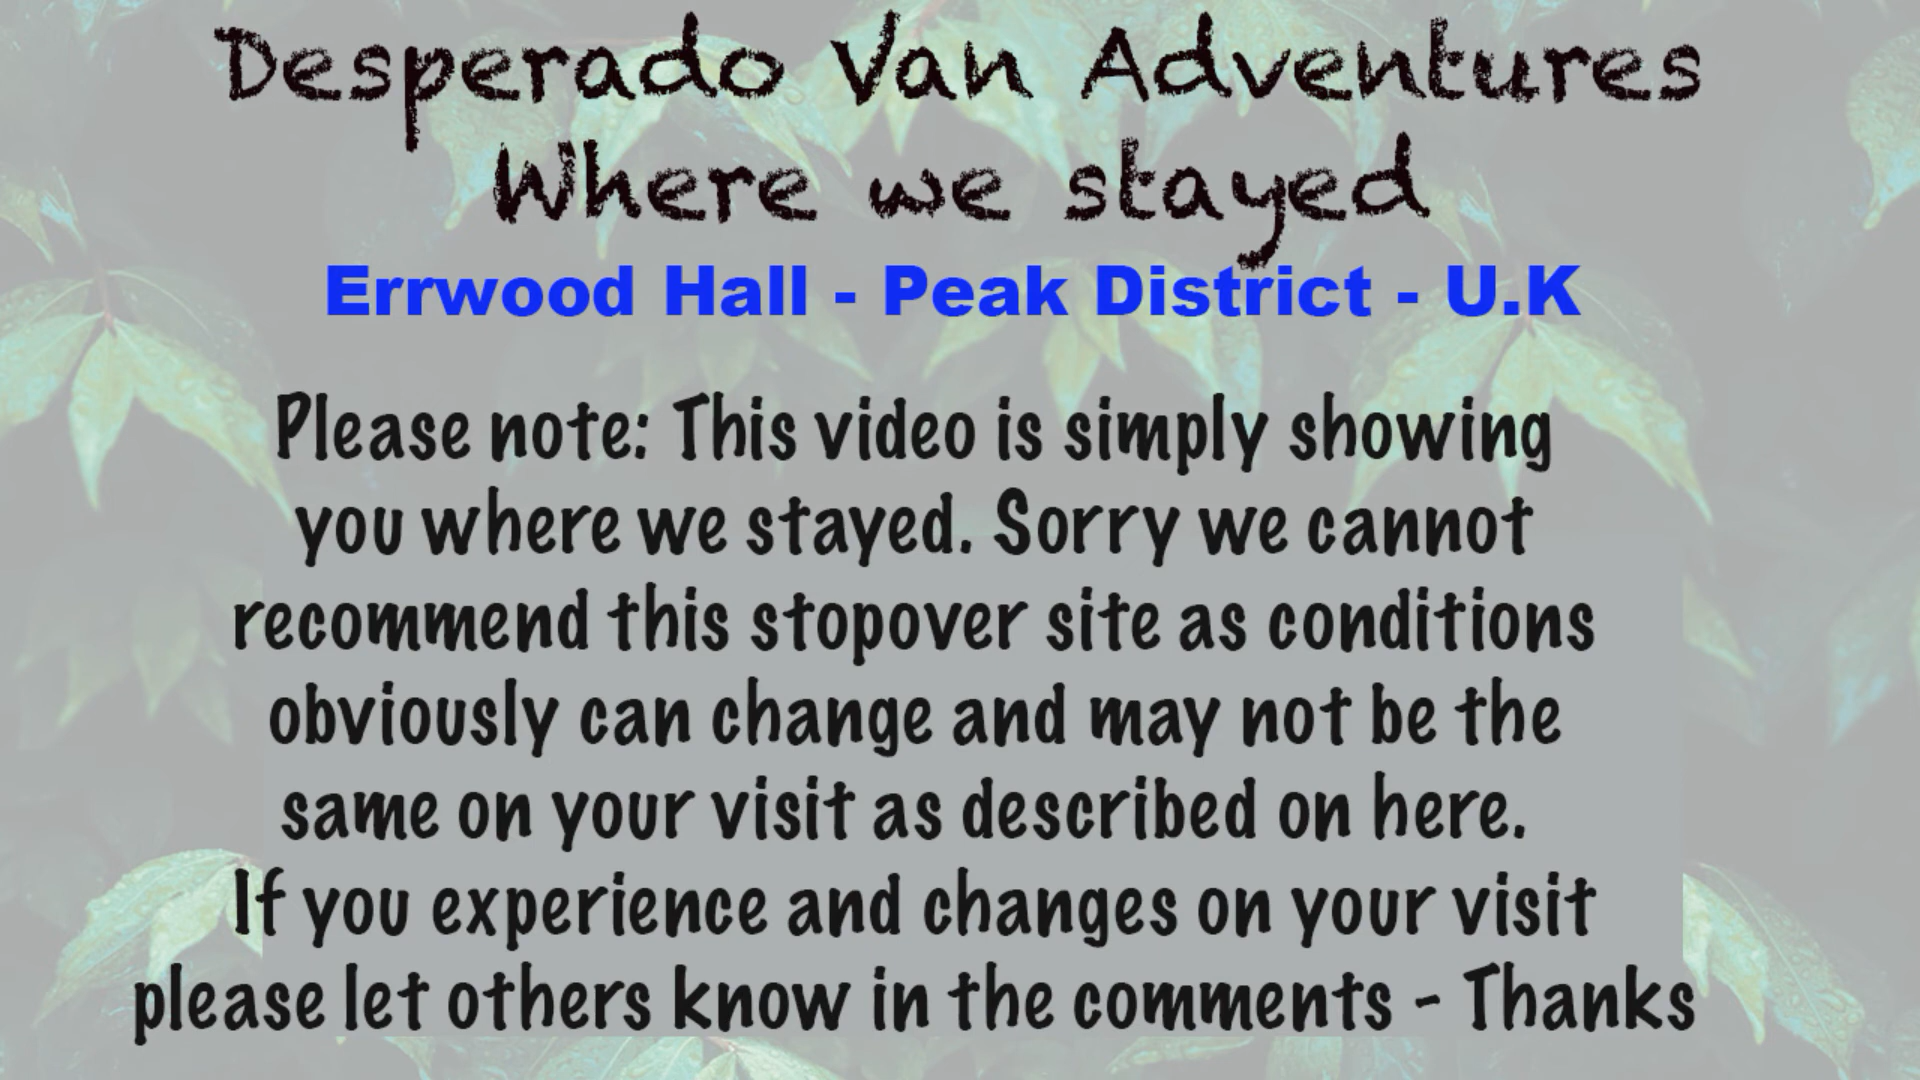 Desperado Van Adventures
Where we stayed
Errwood Hall - Peak District - U.K
Please note: This video is simply showing
you where we stayed. Sorry we cannot
recommend this stopover site as conditions
obviously can change and may not be the
same on your visit as described on here.
If you experience and changes on your visit
please let others know in the comments - Thanks